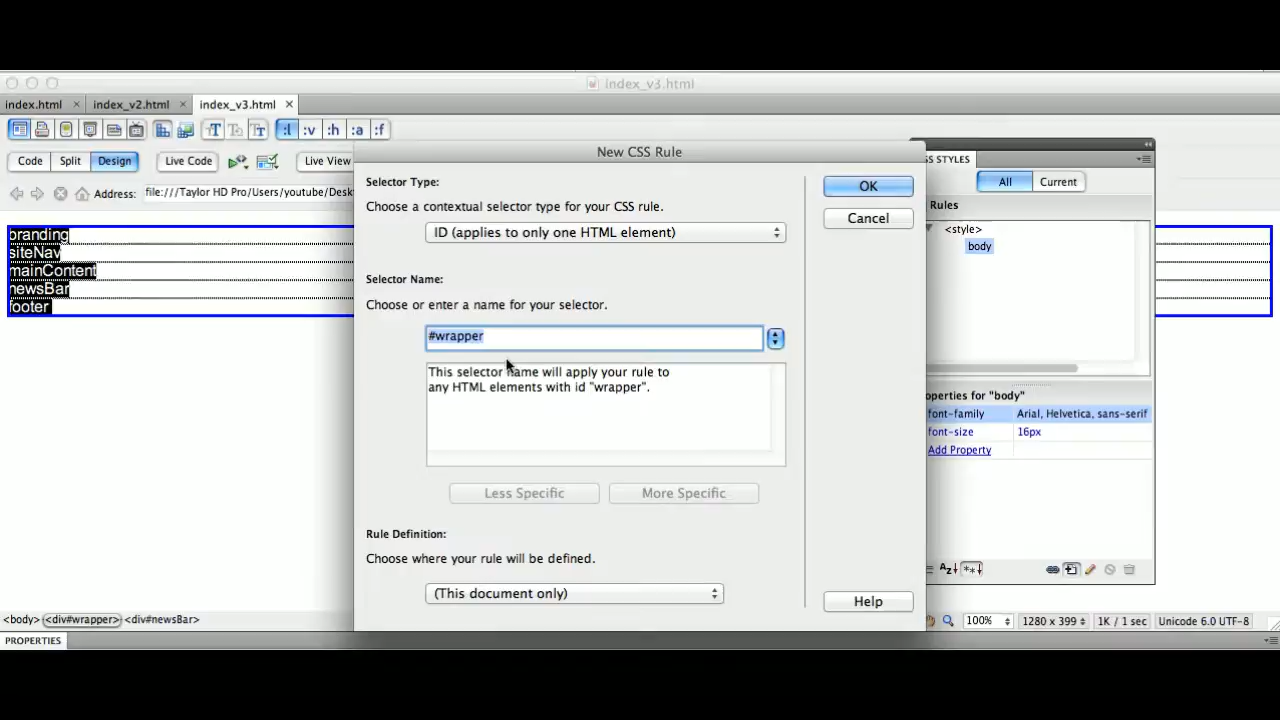 index_v3.html
index.html
index_v2.html
index_v3.html
:l :v :h :a :f
Code Split Design Live Code Live View
Address: file:///Taylor HD Pro/Users/youtube/Desk
branding
siteNav
mainContent
newsBar
footer
New CSS Rule
Selector Type:
Choose a contextual selector type for your CSS rule.
ID (applies to only one HTML element)
Selector Name:
Choose or enter a name for your selector.
#wrapper
This selector name will apply your rule to
any HTML elements with id "wrapper".
Less Specific More Specific
Rule Definition:
Choose where your rule will be defined.
(This document only)
OK
Cancel
Help
SS STYLES
All Current
Rules
<style>
body
operties for "body"
font-family Arial, Helvetica, sans-serif
font-size 16px
Add Property
<body> <div#wrapper> <div#newsBar>
100% 1280 x 399 1K / 1 sec Unicode 6.0 UTF-8
PROPERTIES